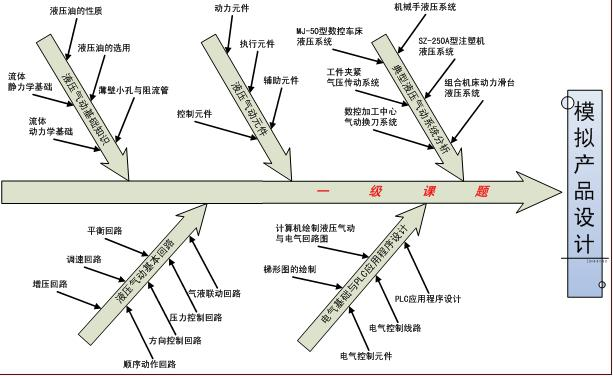 液压油的性质
液压油的选用
流体
静力学基础
薄壁小孔与阻流管
流体
动力学基础
液压气动基础知识
动力元件
执行元件
辅助元件
控制元件
液压气动元件
机械手液压系统
MJ-50型数控车床
液压系统
SZ-250A型注塑机
液压系统
工件夹紧
气压传动系统
组合机床动力滑台
液压系统
数控加工中心
气动换刀系统
典型液压气动系统分析
一级课题
模拟产品设计
平衡回路
调速回路
增压回路
液压气动基本回路
气液联动回路
压力控制回路
方向控制回路
顺序动作回路
计算机绘制液压气动
与电气回路图
梯形图的绘制
电气基础与PLC应用程序设计
PLC应用程序设计
电气控制线路
电气控制元件